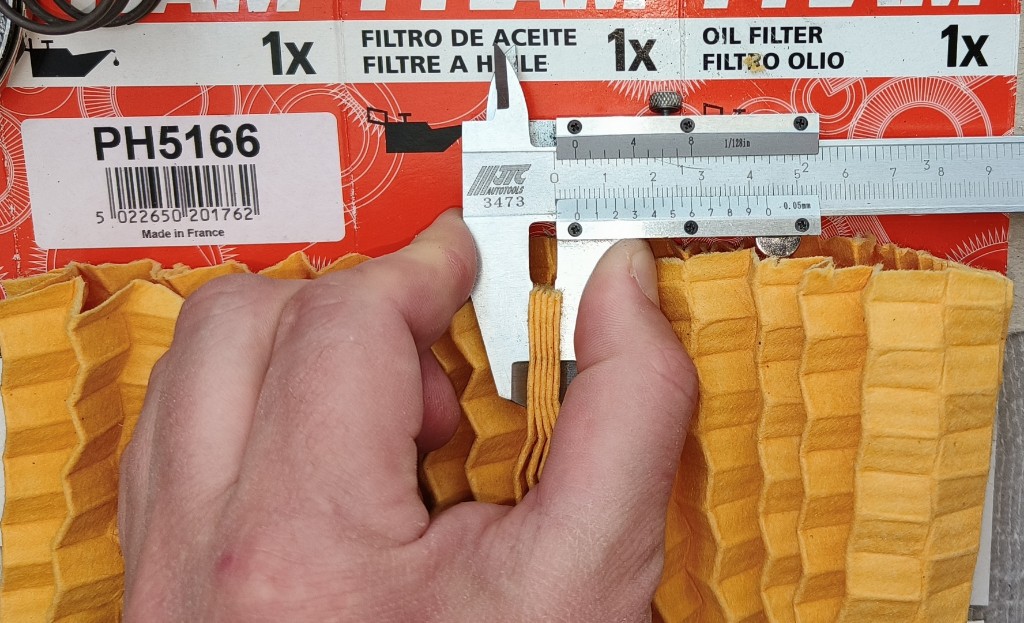 1x
FILTRO DE ACEITE
FILTRE A HUILE
1x
OIL FILTER
FILTRO OLIO
1x
PH5166
5 022650 201762
Made in France
0 4 8 1/128in
JTC
AUTOTOOLS
3473
0 1 2 3 4 5 6 7 8 9
2 3
0 1 2 3 4 5 6 7 8 9 0 0.05mm